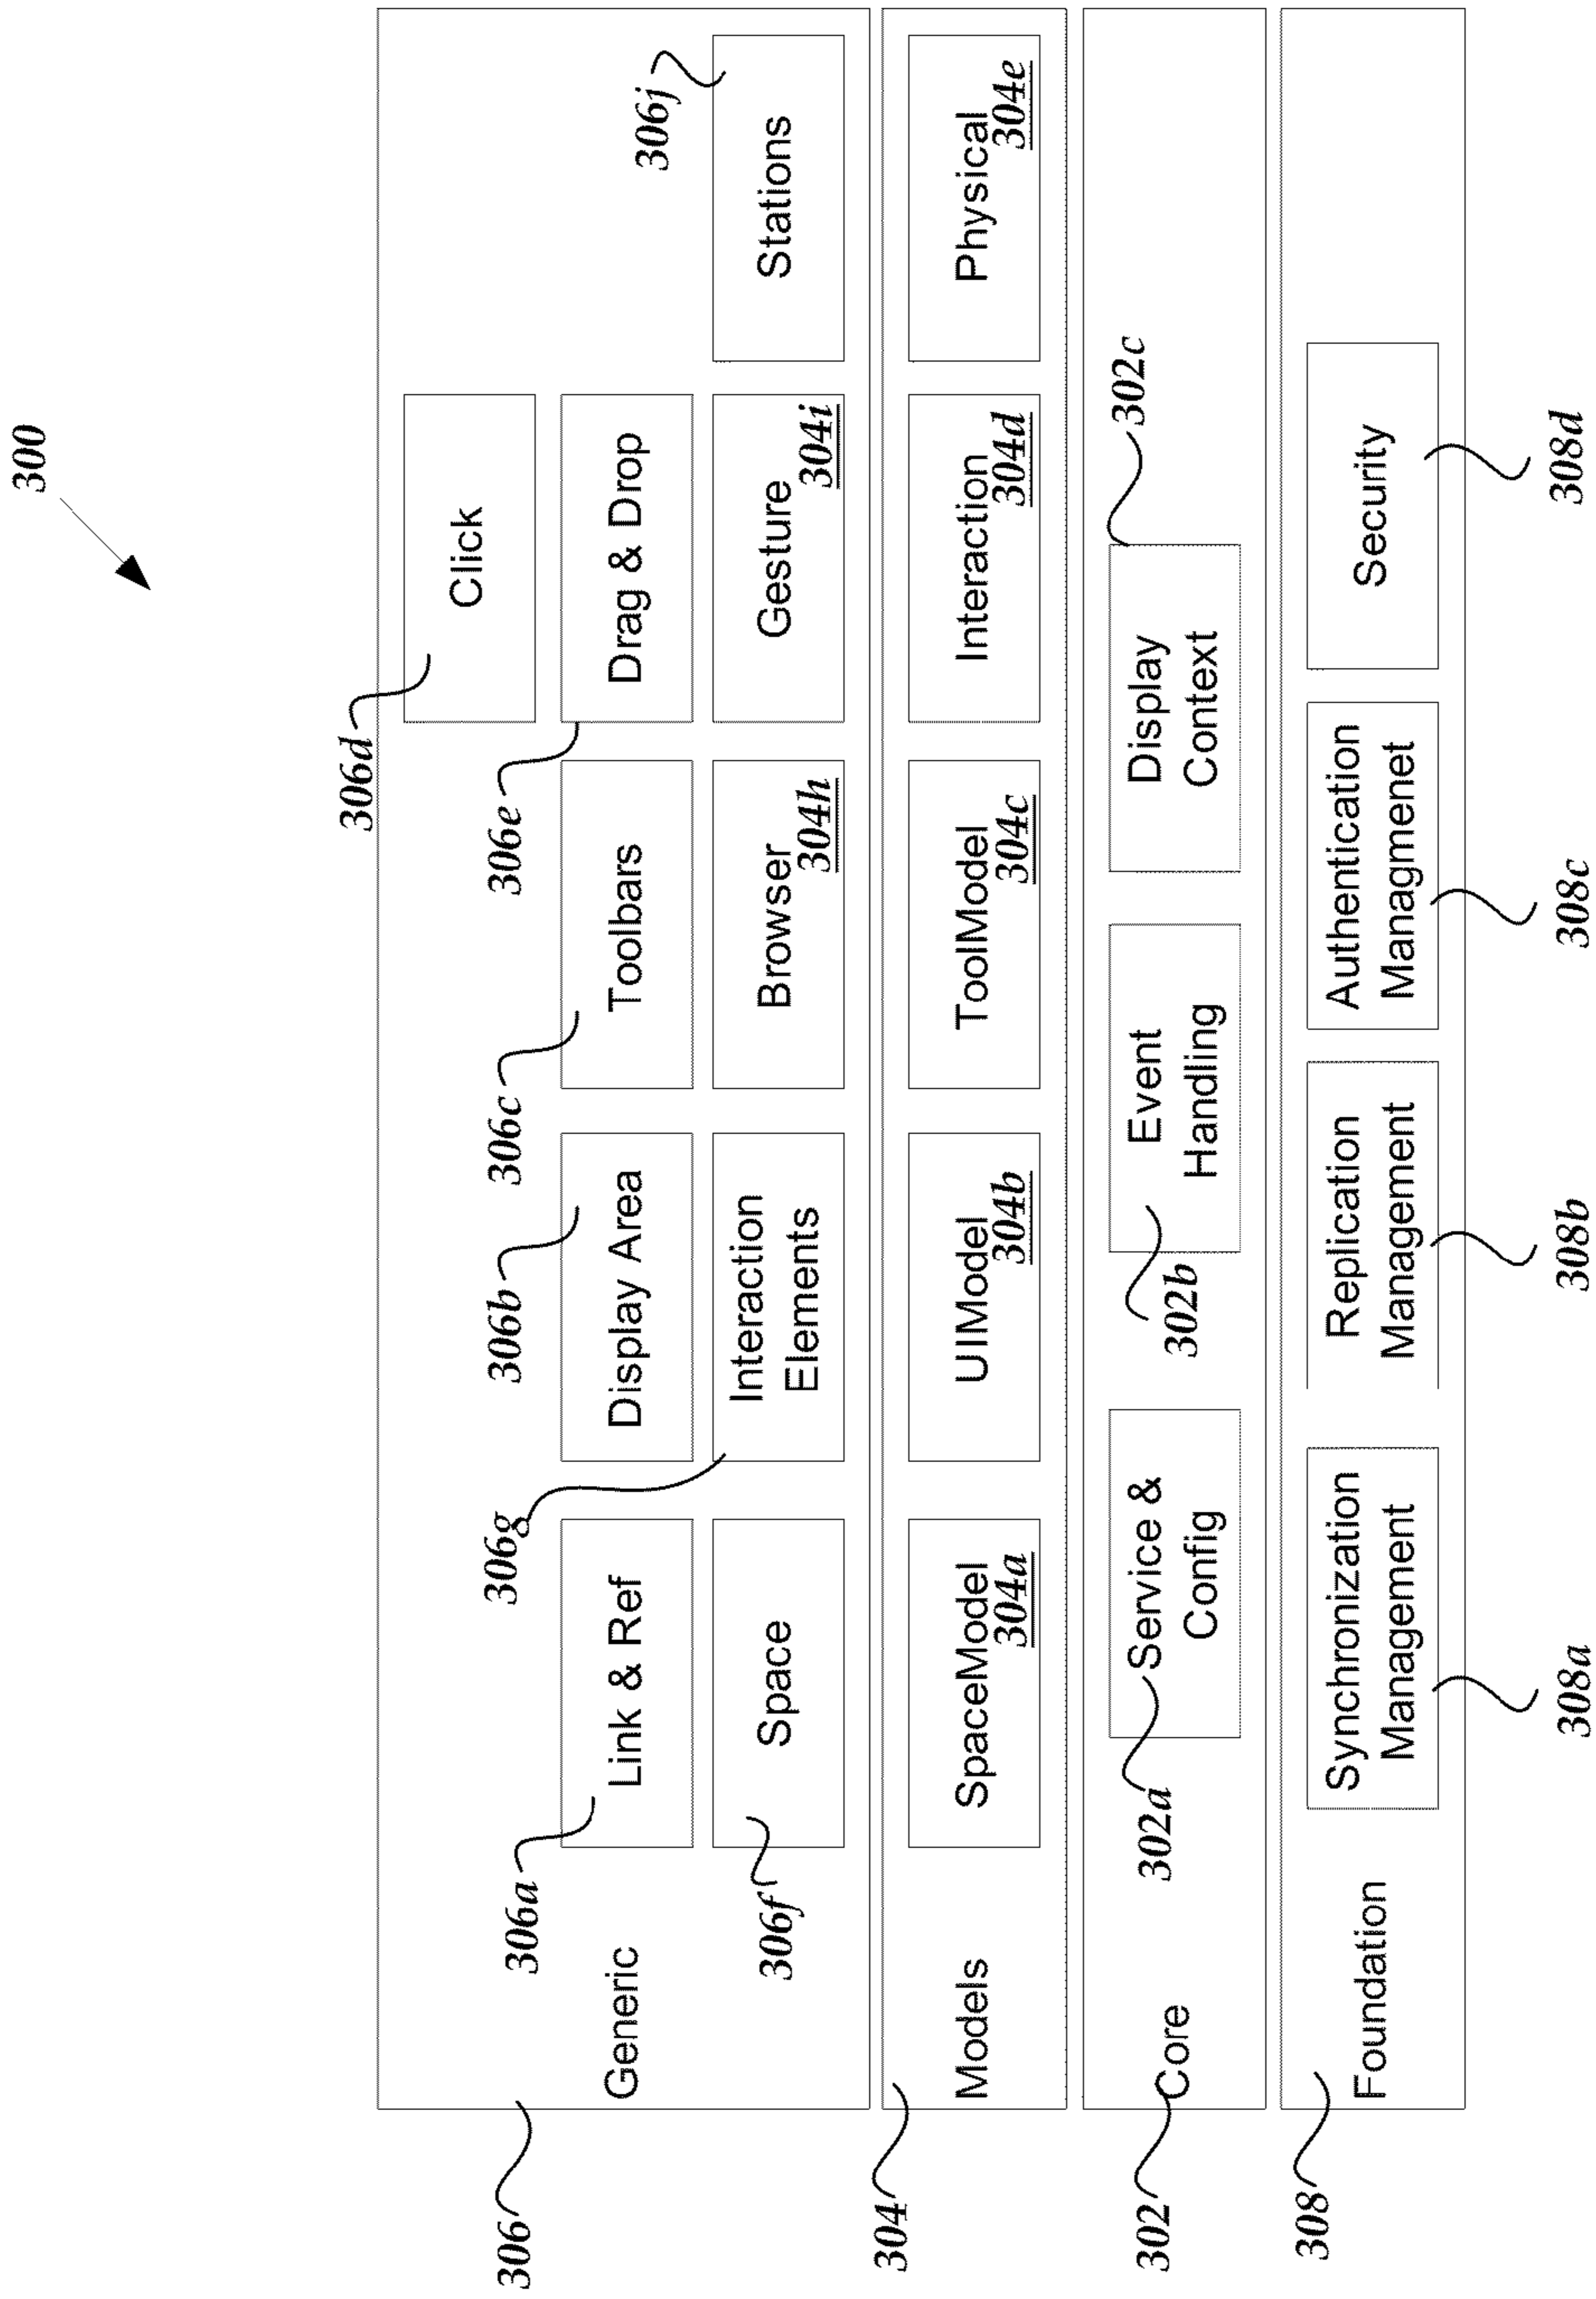 300
306d
Click
306a
306b
306c
306e
306j
Generic
Link & Ref
Display Area
Toolbars
Drag & Drop
306f
306g
Space
Interaction
Elements
Browser
304h
Gesture
304i
Stations
306
304
Models
SpaceModel
304a
UIModel
304b
ToolModel
304c
Interaction
304d
Physical
304e
302
Core
302a
Service &
Config
302b
Event
Handling
302c
Display
Context
308
Foundation
Synchronization
Management
Replication
Management
Authentication
Managmenet
Security
308a
308b
308c
308d